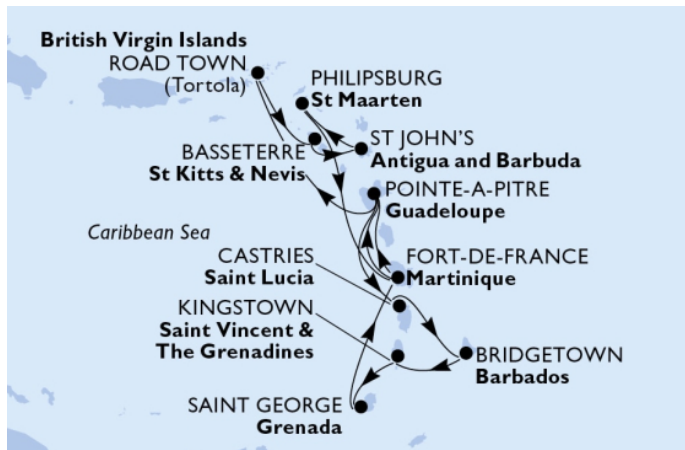 British Virgin Islands
ROAD TOWN
(Tortola)
PHILIPSBURG
St Maarten
ST JOHN'S
Antigua and Barbuda
BASSETERRE
St Kitts & Nevis
POINTE-A-PITRE
Guadeloupe
Caribbean Sea
CASTRIES
Saint Lucia
FORT-DE-FRANCE
Martinique
KINGSTOWN
Saint Vincent &
The Grenadines
BRIDGETOWN
Barbados
SAINT GEORGE
Grenada